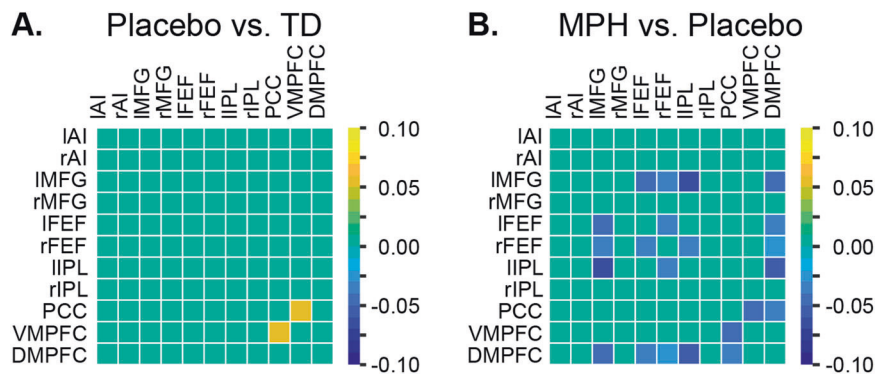 A. Placebo vs. TD
lAI rAI lMFG rMFG lFEF rFEF lIPL rIPL PCC VMPFC DMPFC
lAI
rAI
lMFG
rMFG
lFEF
rFEF
lIPL
rIPL
PCC
VMPFC
DMPFC
0.10
0.05
0.00
-0.05
-0.10
B. MPH vs. Placebo
lAI rAI lMFG rMFG lFEF rFEF lIPL rIPL PCC VMPFC DMPFC
lAI
rAI
lMFG
rMFG
lFEF
rFEF
lIPL
rIPL
PCC
VMPFC
DMPFC
0.10
0.05
0.00
-0.05
-0.10